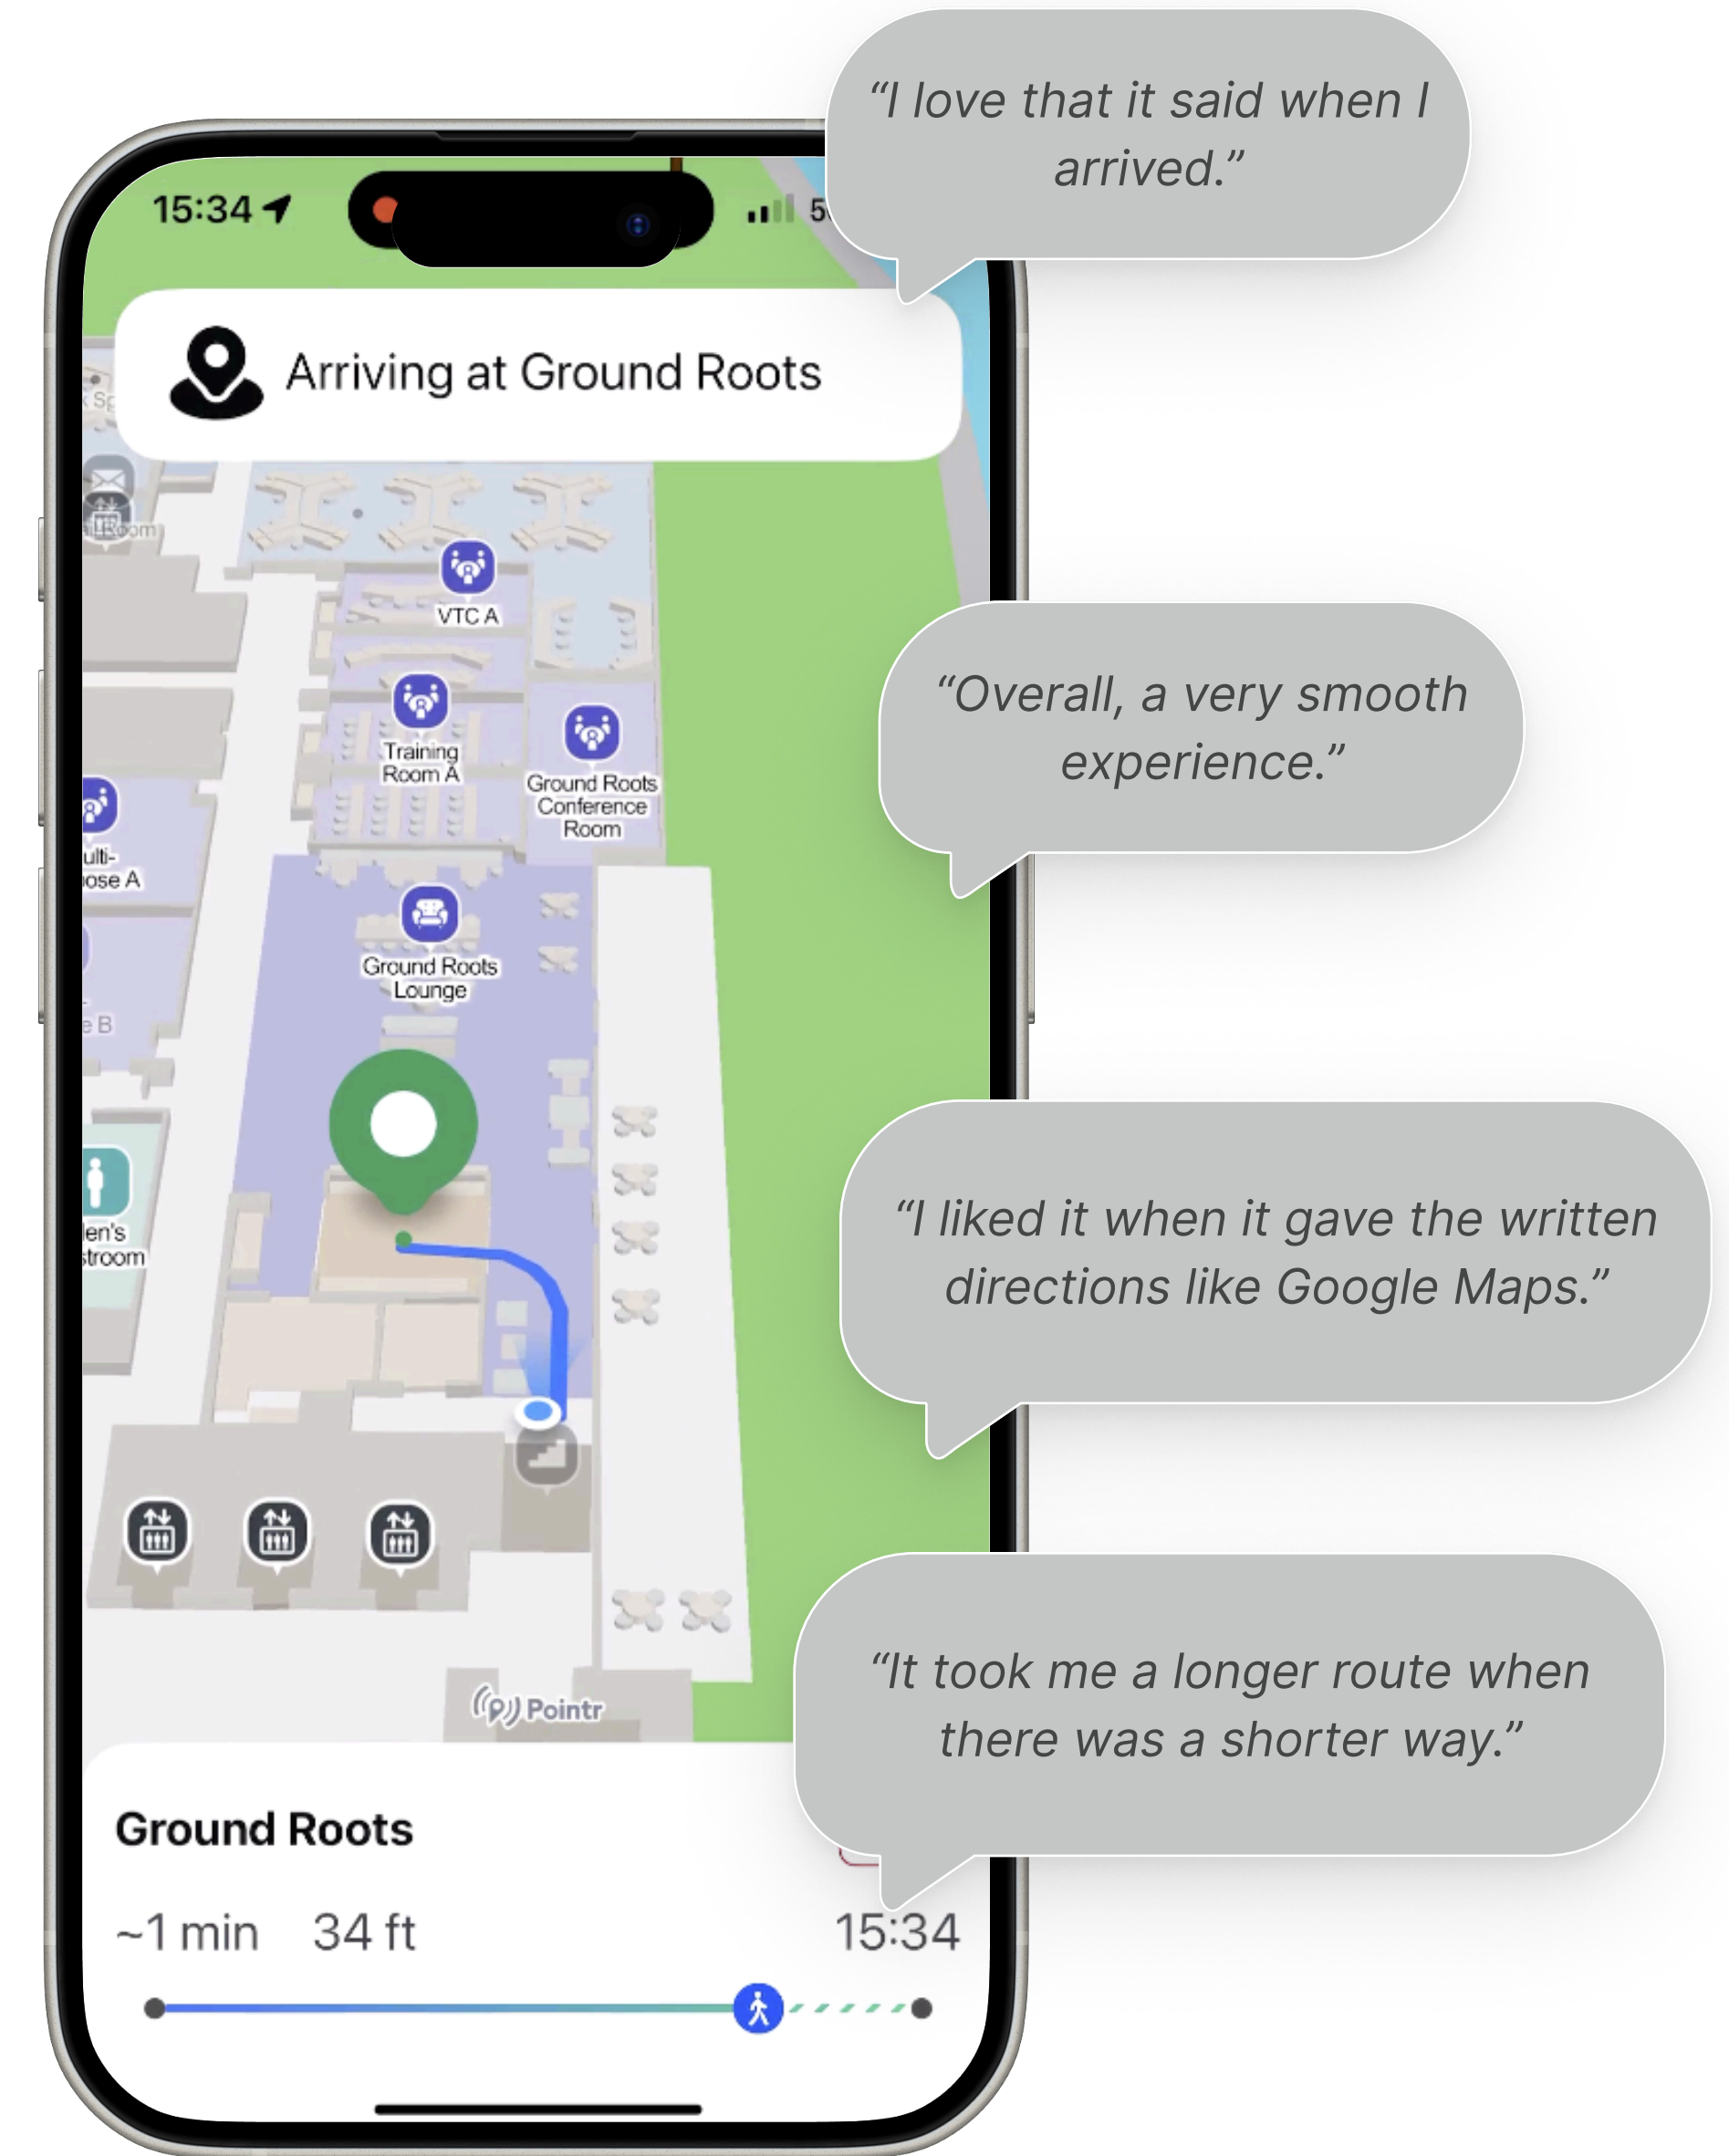 “I love that it said when I
arrived.”
15:34
Arriving at Ground Roots
VTC A
“Overall, a very smooth
experience.”
Training
Room A
Ground Roots
Conference
Room
Ground Roots
Lounge
“I liked it when it gave the written
directions like Google Maps.”
“It took me a longer route when
there was a shorter way.”
Pointr
Ground Roots
~1 min 34 ft 15:34